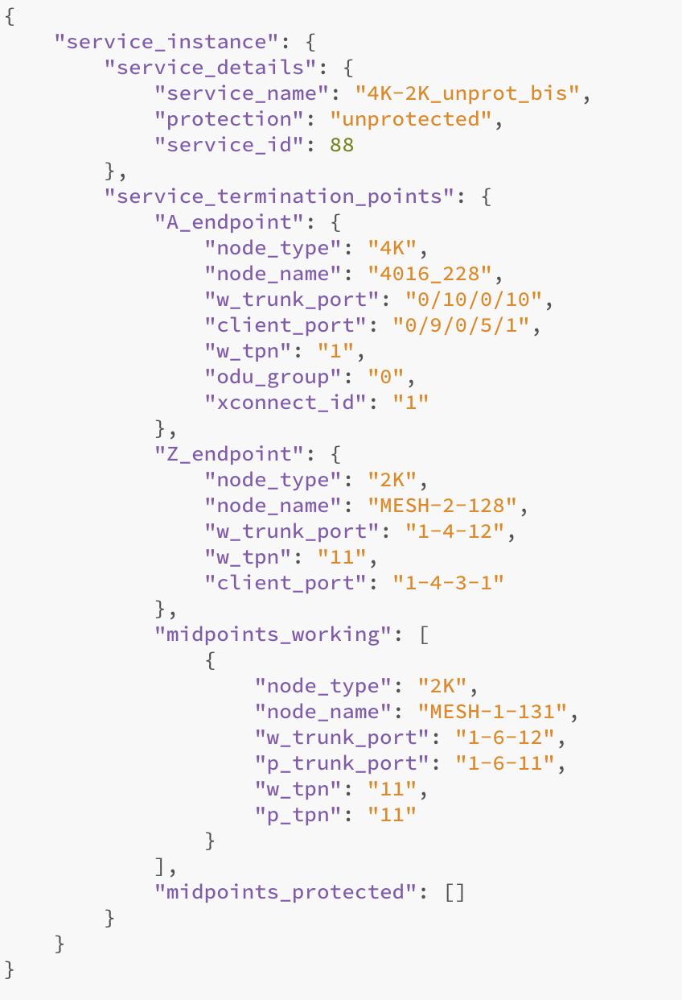 {
    "service_instance": {
        "service_details": {
            "service_name": "4K-2K_unprot_bis",
            "protection": "unprotected",
            "service_id": 88
        },
        "service_termination_points": {
            "A_endpoint": {
                "node_type": "4K",
                "node_name": "4016_228",
                "w_trunk_port": "0/10/0/10",
                "client_port": "0/9/0/5/1",
                "w_tpn": "1",
                "odu_group": "0",
                "xconnect_id": "1"
            },
            "Z_endpoint": {
                "node_type": "2K",
                "node_name": "MESH-2-128",
                "w_trunk_port": "1-4-12",
                "w_tpn": "11",
                "client_port": "1-4-3-1"
            },
            "midpoints_working": [
                {
                    "node_type": "2K",
                    "node_name": "MESH-1-131",
                    "w_trunk_port": "1-6-12",
                    "p_trunk_port": "1-6-11",
                    "w_tpn": "11",
                    "p_tpn": "11"
                }
            ],
            "midpoints_protected": []
        }
    }
}